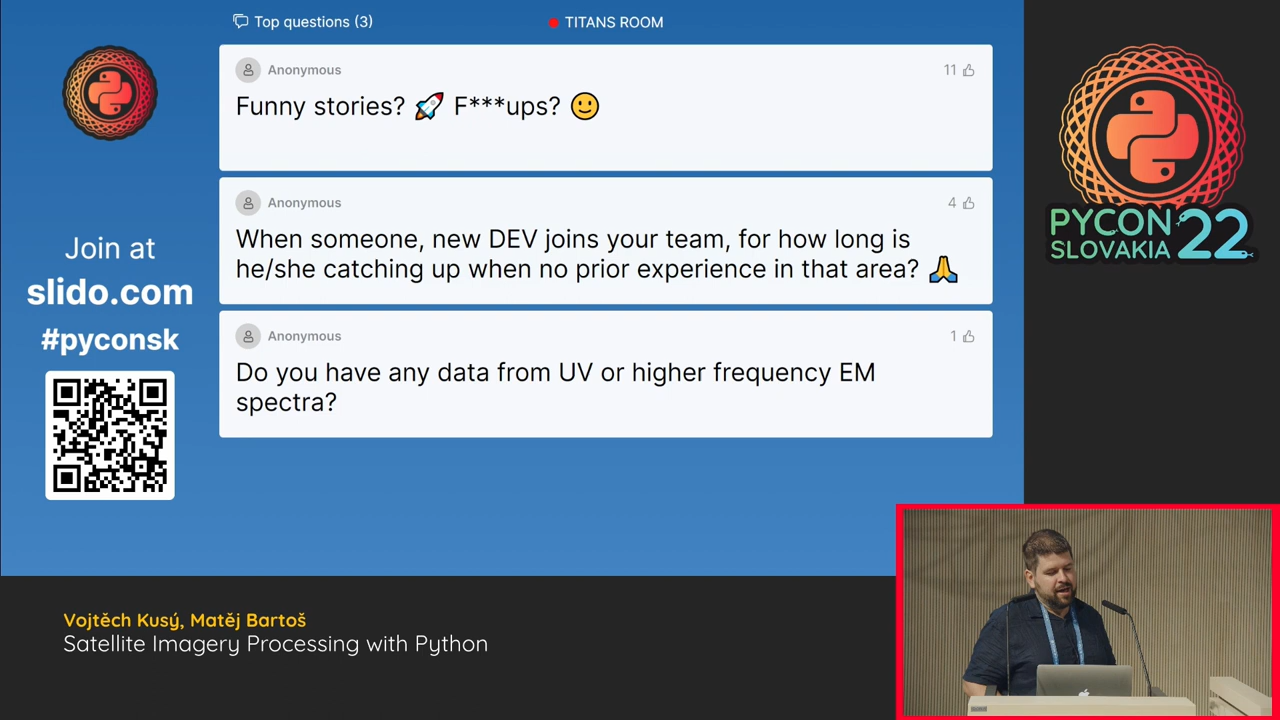 Top questions (3)
TITANS ROOM
Anonymous
11
Funny stories? 🚀 F***ups? 🙂
Anonymous
4
When someone, new DEV joins your team, for how long is
he/she catching up when no prior experience in that area? 🙏
Anonymous
1
Do you have any data from UV or higher frequency EM
spectra?
Join at
slido.com
#pyconsk
PYCON
SLOVAKIA
22
Vojtěch Kusý, Matěj Bartoš
Satellite Imagery Processing with Python